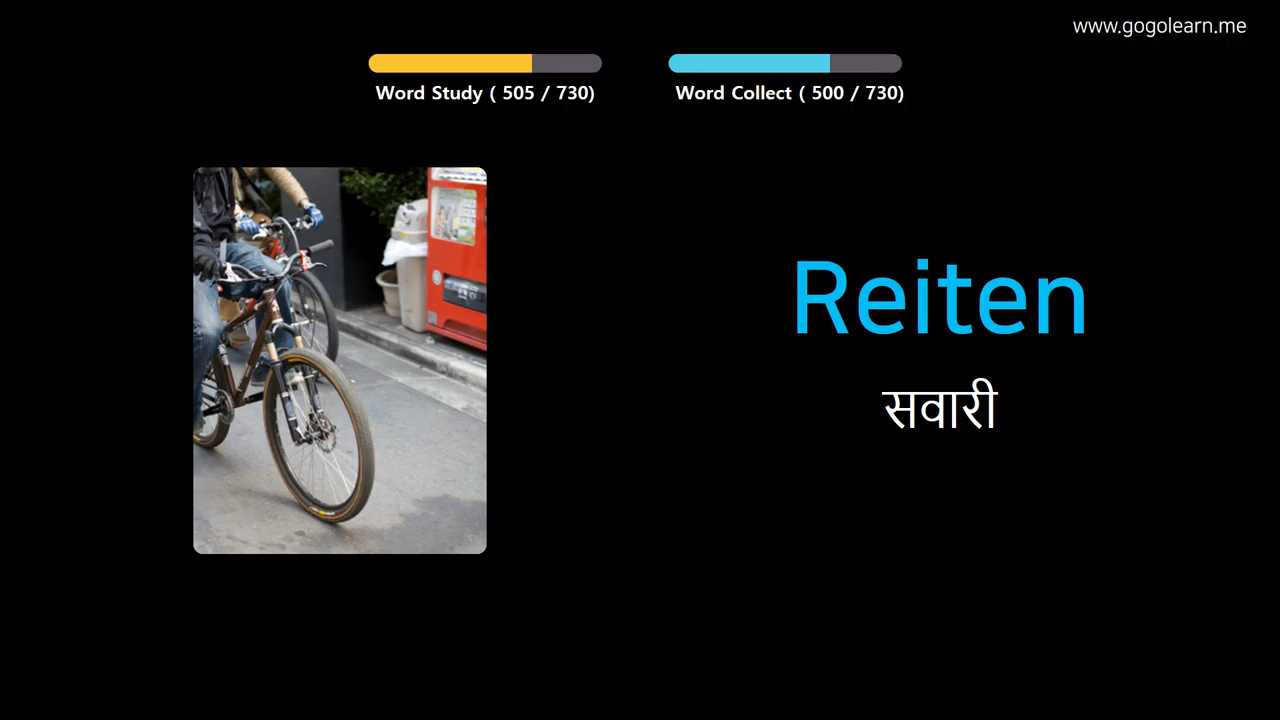 www.gogolearn.me
Word Study ( 505 / 730)
Word Collect ( 500 / 730)
Reiten
सवारी